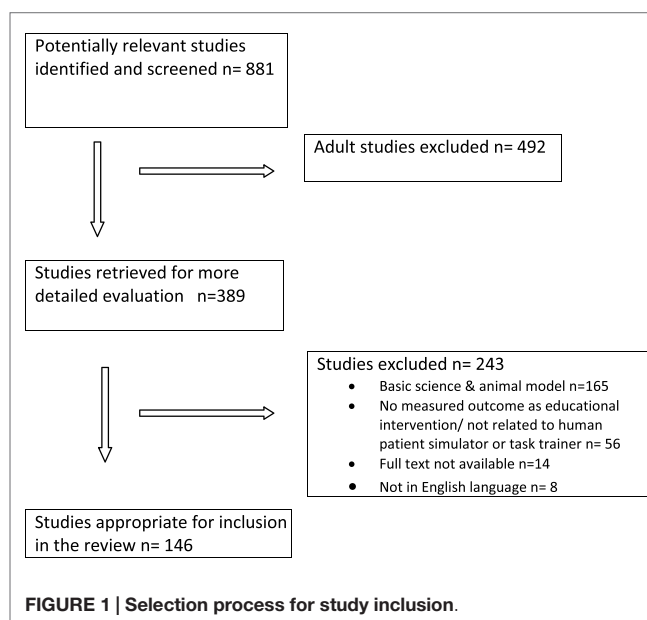 Potentially relevant studies
identified and screened n= 881
Adult studies excluded n= 492
Studies retrieved for more
detailed evaluation n=389
Studies excluded n= 243
• Basic science & animal model n=165
• No measured outcome as educational
intervention/ not related to human
patient simulator or task trainer n= 56
• Full text not available n=14
• Not in English language n= 8
Studies appropriate for inclusion
in the review n= 146
FIGURE 1 | Selection process for study inclusion.